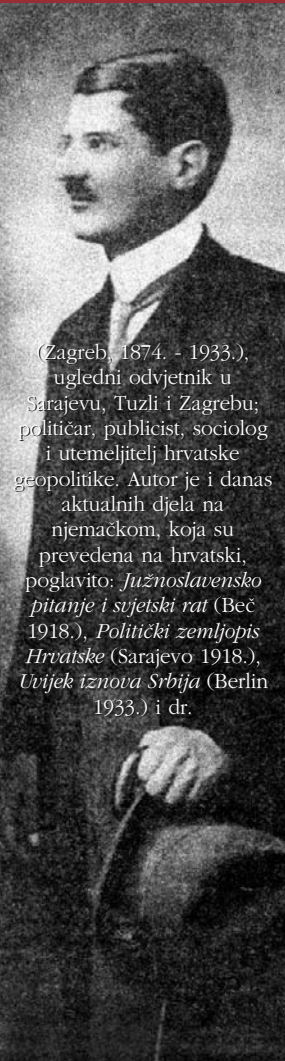 (Zagreb, 1874. - 1933.),
ugledni odvjetnik u
Sarajevu, Tuzli i Zagrebu;
političar, publicist, sociolog
i utemeljitelj hrvatske
geopolitike. Autor je i danas
aktualnih djela na
njemačkom, koja su
prevedena na hrvatski,
poglavito: Južnoslavensko
pitanje i svjetski rat (Beč
1918.), Politički zemljopis
Hrvatske (Sarajevo 1918.),
Uvijek iznova Srbija (Berlin
1933.) i dr.